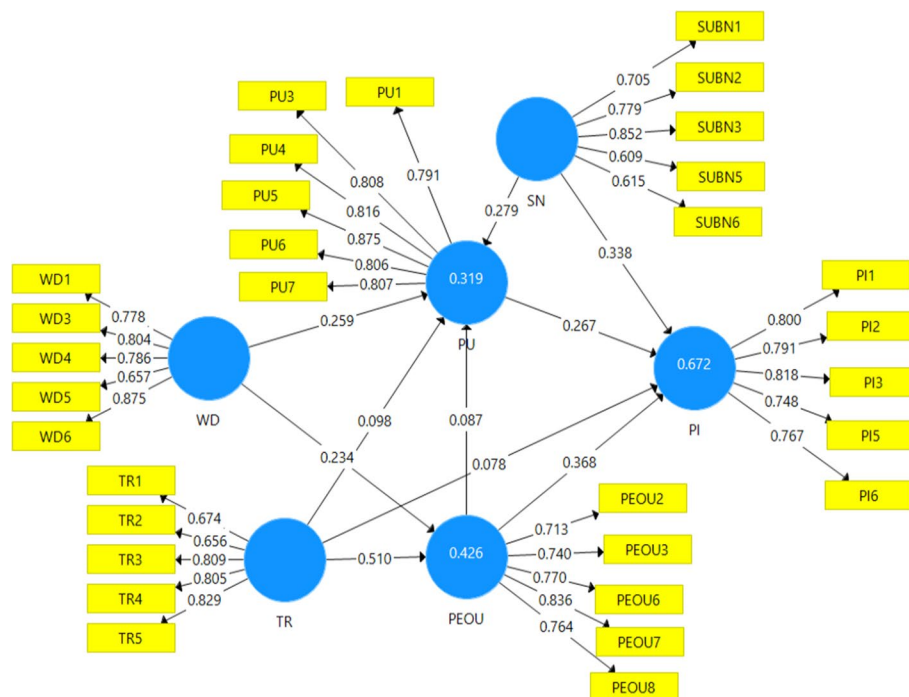 SUBN1
0.705
SUBN2
PU3
PU1
0.779
SUBN3
0.852
PU4
0.609
SUBN5
0.808
0.791
0.615
PU5
0.816
SN
SUBN6
0.875
0.279
PU6
0.806
0.338
PU7
0.807
0.319
WD1
PI1
0.778
0.259
PU
0.267
0.800
WD3
0.804
0.791
PI2
WD4
0.786
0.672
0.818
PI3
0.657
0.748
WD5
0.875
0.767
PI5
WD6
WD
0.098
0.087
PI
0.234
0.078
0.368
TR1
PI6
0.674
PEOU2
TR2
0.656
0.713
TR3
0.809
0.510
0.426
0.740
PEOU3
0.805
0.770
TR4
0.829
0.836
PEOU6
0.764
TR5
TR
PEOU
PEOU7
PEOU8